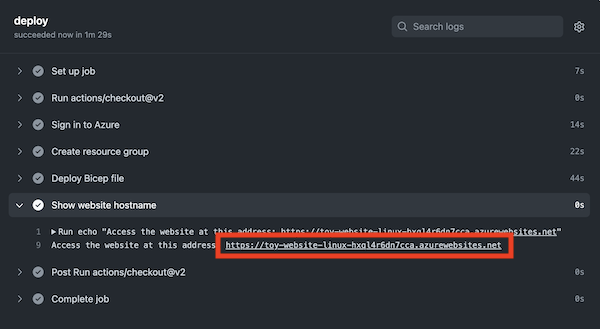 deploy
succeeded now in 1m 29s
Search logs
Set up job 7s
Run actions/checkout@v2 0s
Sign in to Azure 14s
Create resource group 22s
Deploy Bicep file 44s
Show website hostname 0s
1 Run echo "Access the website at this address: https://toy-website-linux-hxql4r6dn7cca.azurewebsites.net"
9 Access the website at this address https://toy-website-linux-hxql4r6dn7cca.azurewebsites.net
Post Run actions/checkout@v2 0s
Complete job 0s